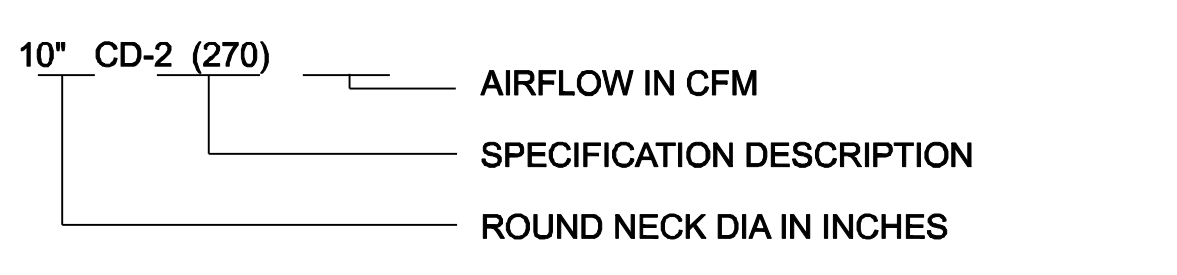 10" CD-2 (270)
AIRFLOW IN CFM
SPECIFICATION DESCRIPTION
ROUND NECK DIA IN INCHES